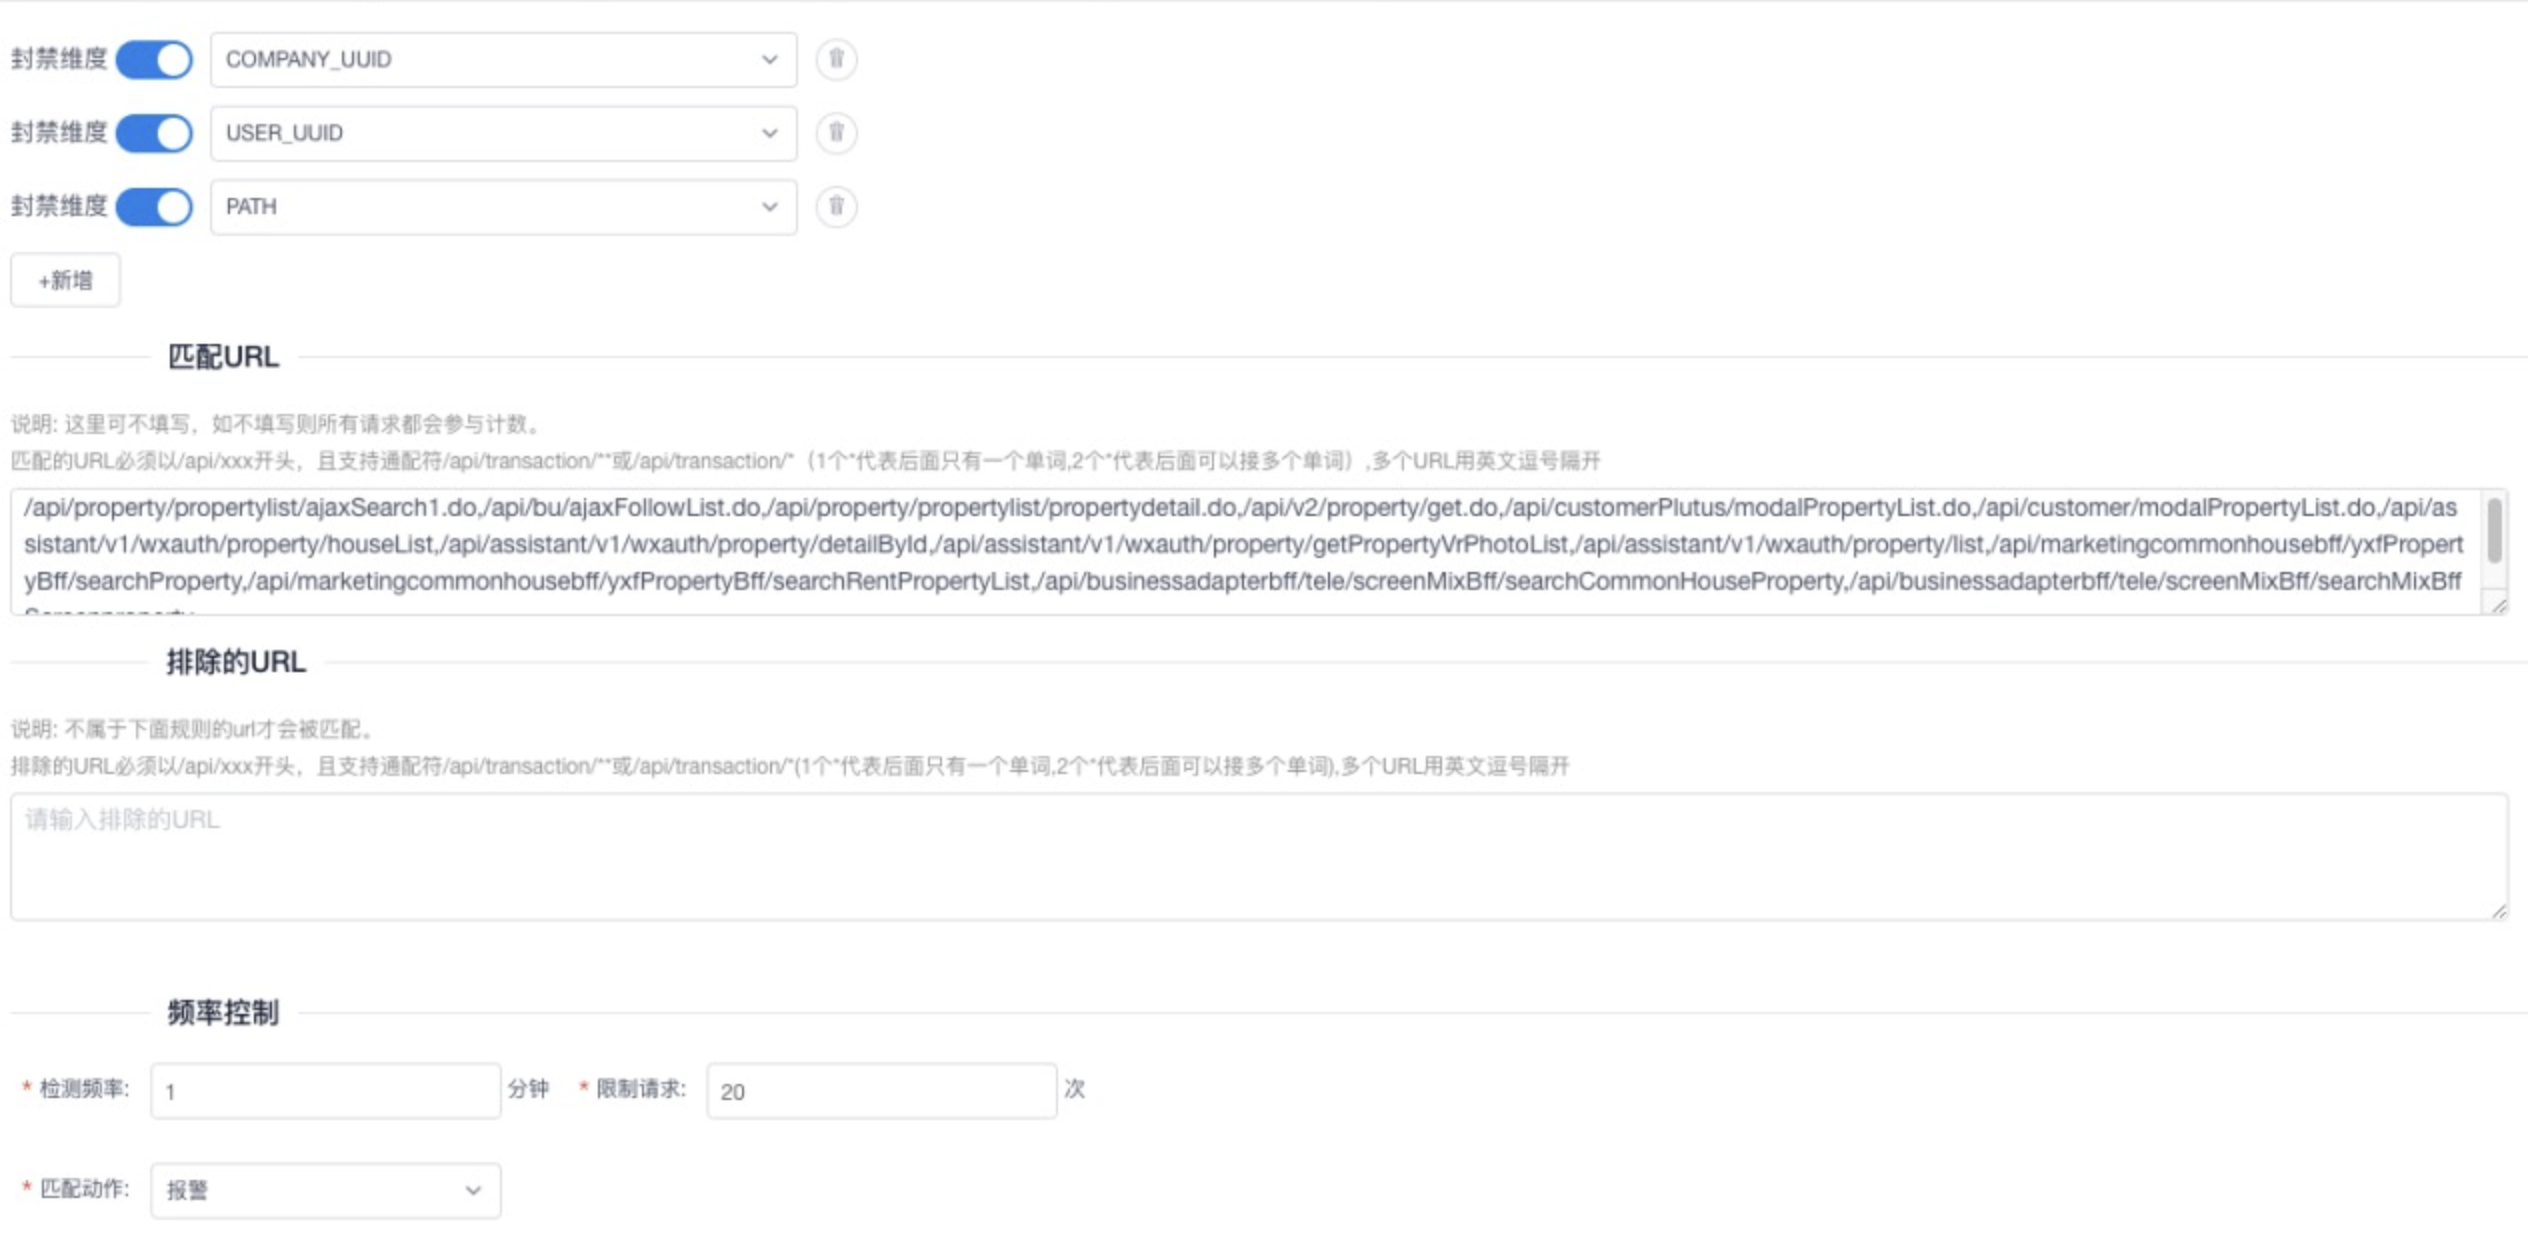 封禁维度 COMPANY_UUID
封禁维度 USER_UUID
封禁维度 PATH
+新增
匹配URL
说明: 这里可不填写，如不填写则所有请求都会参与计数。
匹配的URL必须以/api/xxx开头，且支持通配符/api/transaction/**或/api/transaction/*（1个*代表后面只有一个单词,2个*代表后面可以接多个单词）,多个URL用英文逗号隔开
/api/property/propertylist/ajaxSearch1.do,/api/bu/ajaxFollowList.do,/api/property/propertylist/propertydetail.do,/api/v2/property/get.do,/api/customerPlutus/modalPropertyList.do,/api/customer/modalPropertyList.do,/api/as
sistant/v1/wxauth/property/houseList,/api/assistant/v1/wxauth/property/detailById,/api/assistant/v1/wxauth/property/getPropertyVrPhotoList,/api/assistant/v1/wxauth/property/list,/api/marketingcommonhousebff/yxfPropert
yBff/searchProperty,/api/marketingcommonhousebff/yxfPropertyBff/searchRentPropertyList,/api/businessadapterbff/tele/screenMixBff/searchCommonHouseProperty,/api/businessadapterbff/tele/screenMixBff/searchMixBff
排除的URL
说明: 不属于下面规则的url才会被匹配。
排除的URL必须以/api/xxx开头，且支持通配符/api/transaction/**或/api/transaction/*(1个*代表后面只有一个单词,2个*代表后面可以接多个单词),多个URL用英文逗号隔开
请输入排除的URL
频率控制
* 检测频率: 1 分钟 * 限制请求: 20 次
* 匹配动作: 报警